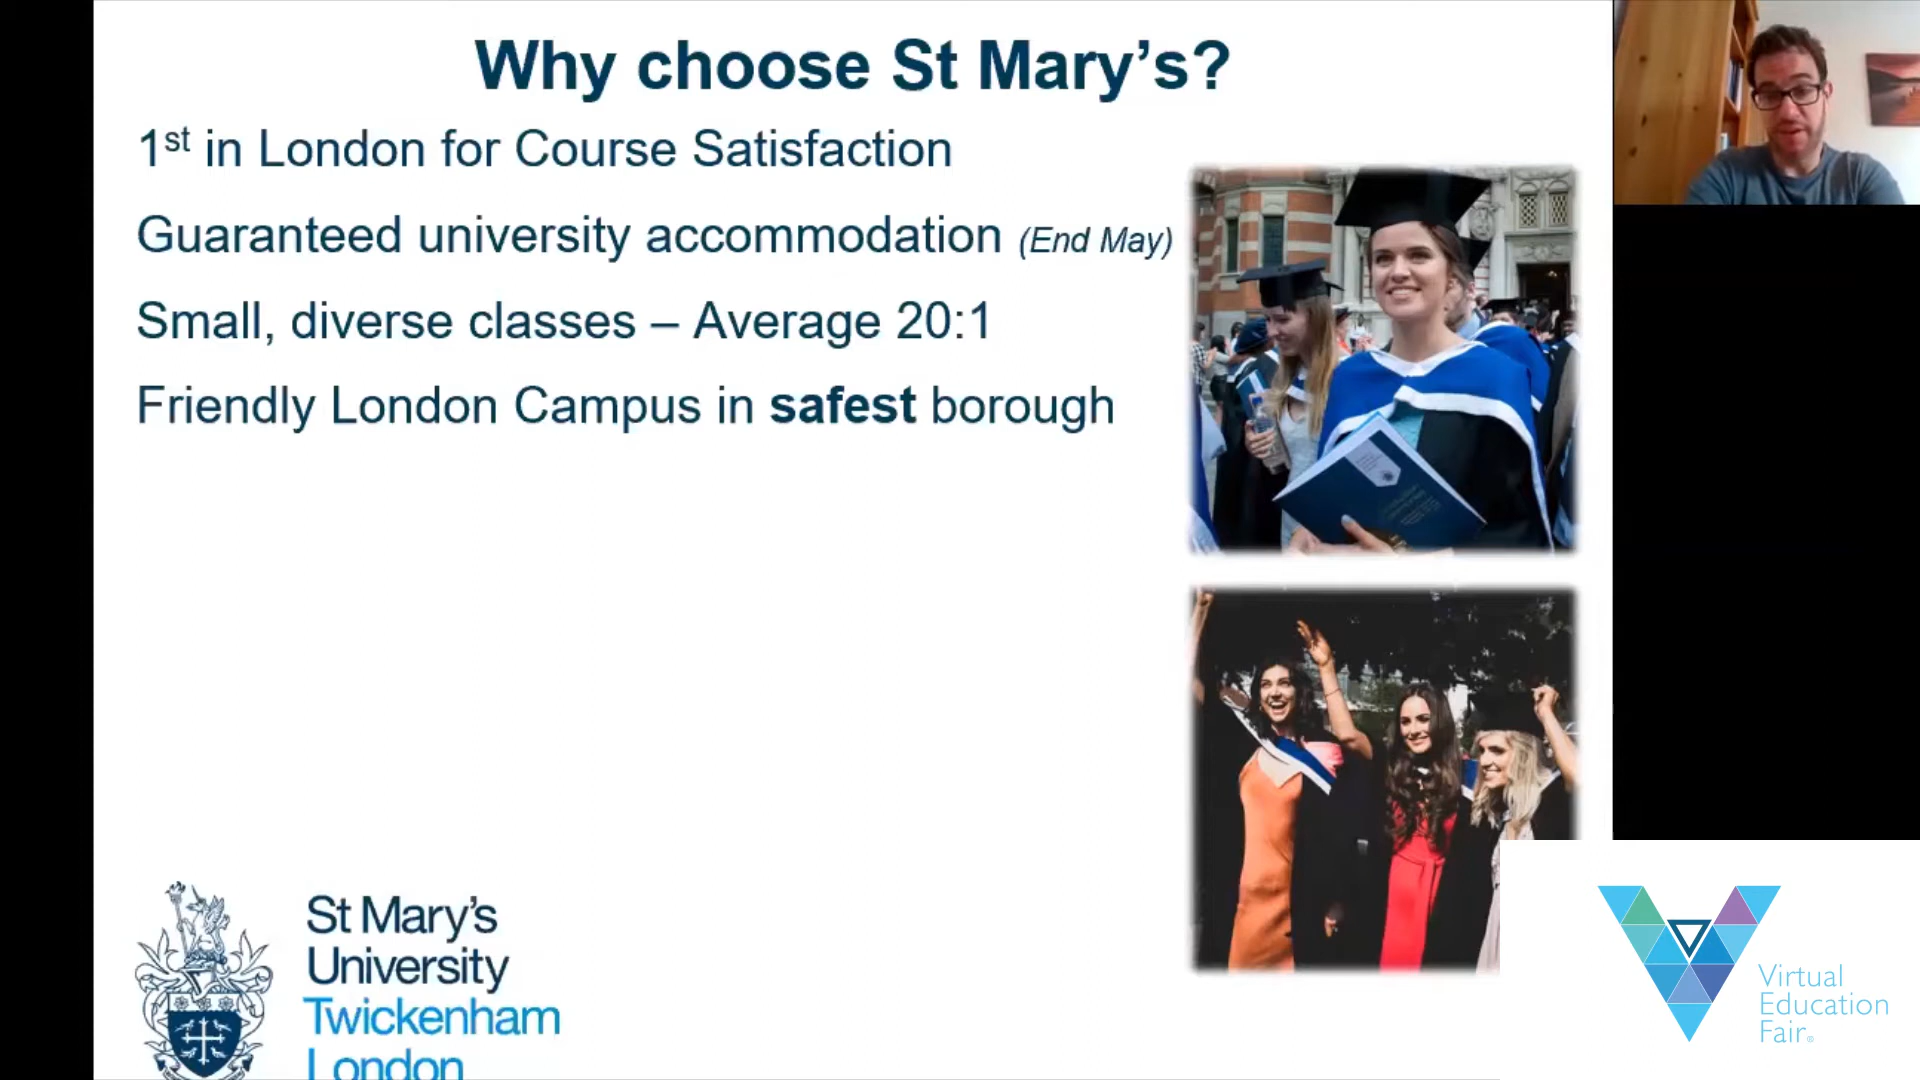 Why choose St Mary's?
1st in London for Course Satisfaction
Guaranteed university accommodation (End May)
Small, diverse classes – Average 20:1
Friendly London Campus in safest borough
St Mary's
University
Twickenham
London
Virtual
Education
Fair®